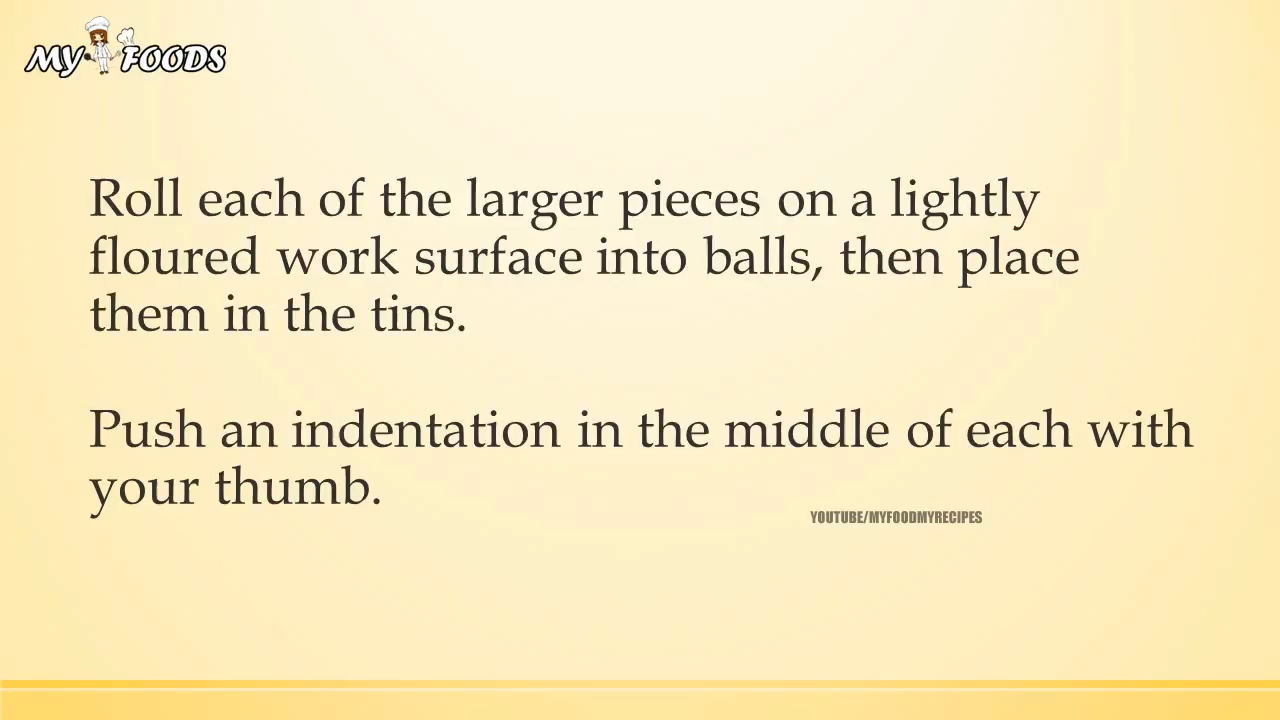 MY FOODS
Roll each of the larger pieces on a lightly
floured work surface into balls, then place
them in the tins.
Push an indentation in the middle of each with
your thumb.
YOUTUBE/MYFOODMYRECIPES